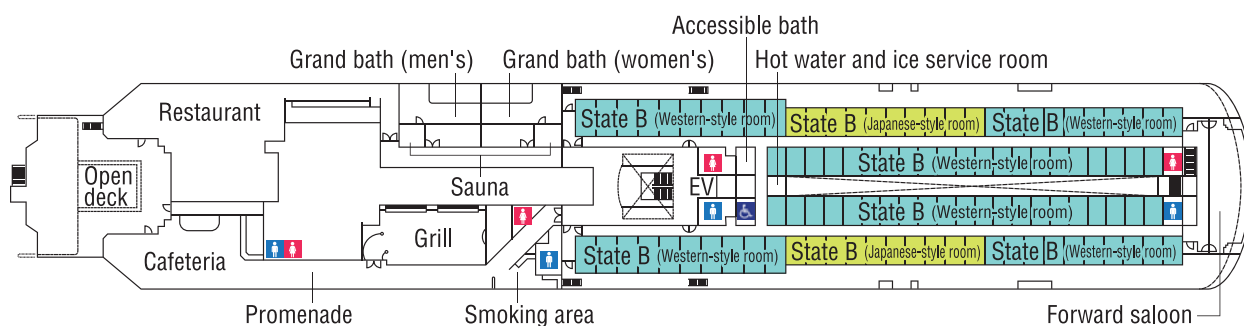 Accessible bath
Grand bath (men's)
Grand bath (women's)
Hot water and ice service room
Restaurant
State B (Western-style room)
State B (Japanese-style room)
State B (Western-style room)
State B (Western-style room)
Open
deck
Sauna
EV
State B (Western-style room)
Cafeteria
Grill
State B (Western-style room)
State B (Japanese-style room)
State B (Western-style room)
Promenade
Smoking area
Forward saloon